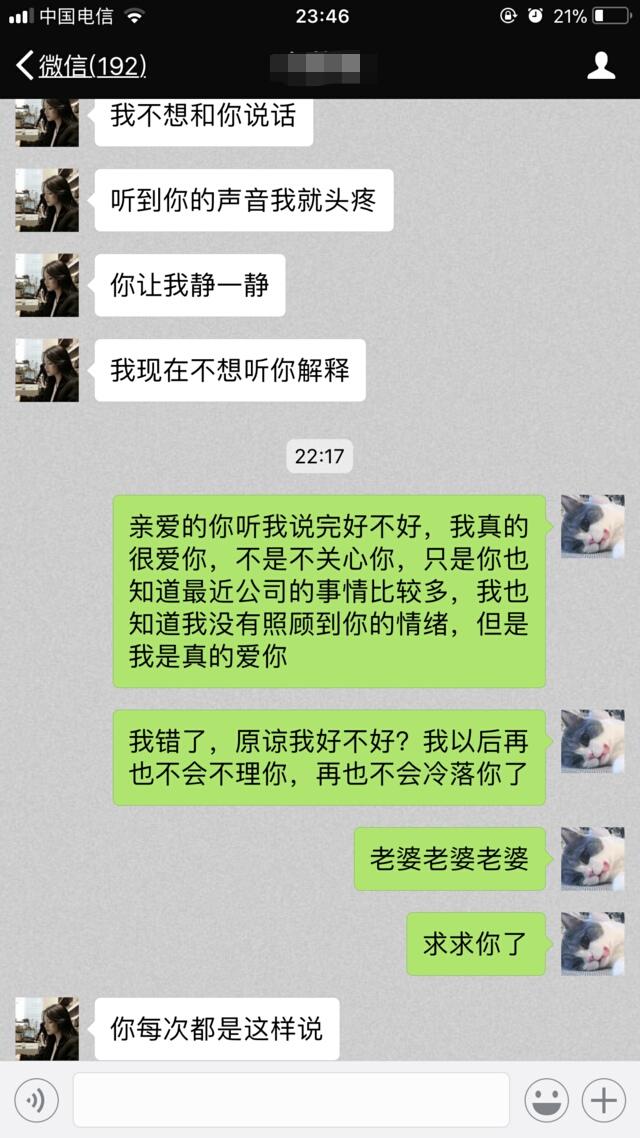 中国电信
23:46
21%
微信(192)
我不想和你说话
听到你的声音我就头疼
你让我静一静
我现在不想听你解释
22:17
亲爱的你听我说完好不好，我真的
很爱你，不是不关心你，只是你也
知道最近公司的事情比较多，我也
知道我没有照顾到你的情绪，但是
我是真的爱你
我错了，原谅我好不好？我以后再
也不会不理你，再也不会冷落你了
老婆老婆老婆
求求你了
你每次都是这样说